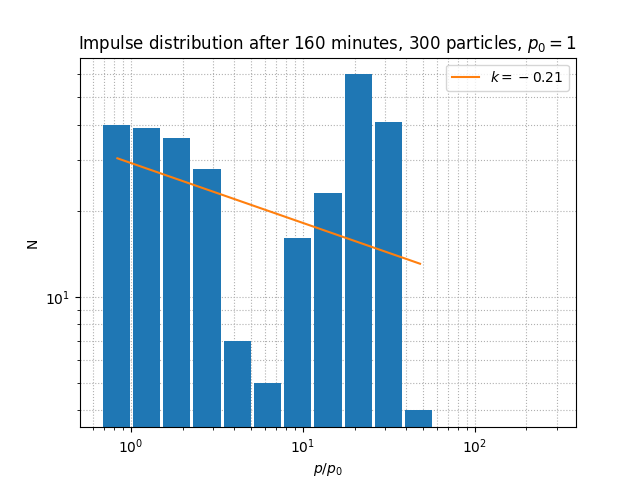 Impulse distribution after 160 minutes, 300 particles, $p_0 = 1$
$k = -0.21$
N
$10^1$
$10^0$ $10^1$ $10^2$
$p/p_0$